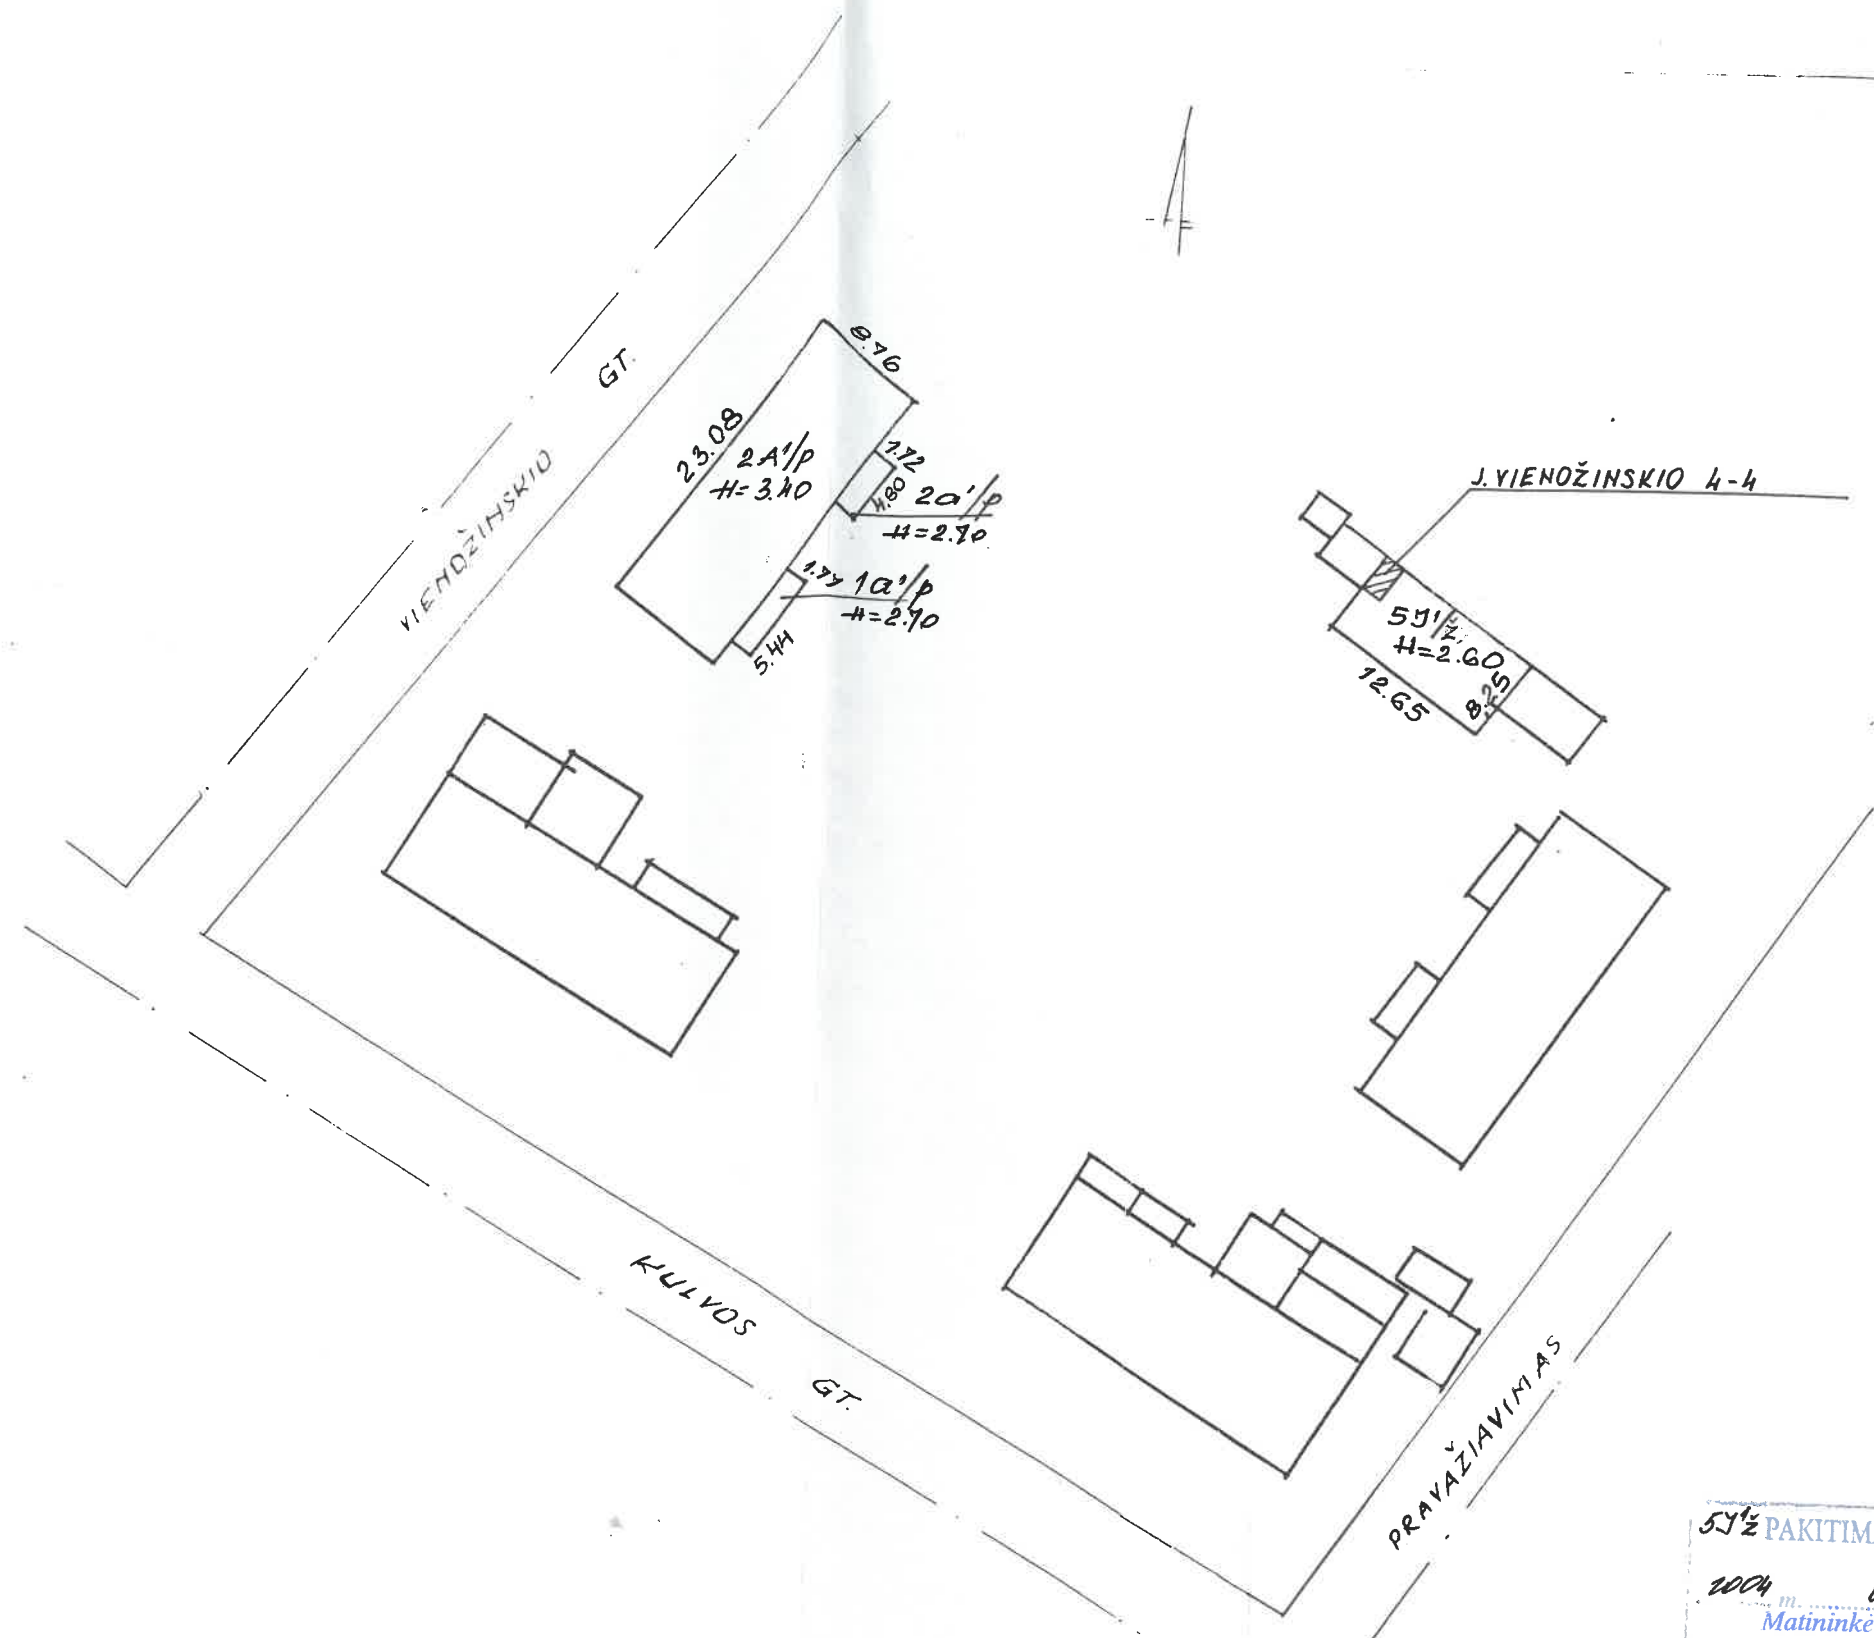 GT.
VIENOŽINSKIO
8.76
23.08
2A¹/p
H=3.40
1.72
4.80
2a¹/p
H=2.70
1.77
1a¹/p
H=2.70
5.44
J. VIENOŽINSKIO 4-4
5I¹/ž
H=2.60
12.65
8.25
KULVOS
GT.
PRAVAŽIAVIMAS
5I¹ž PAKITIM
2004 m.
Matininkė